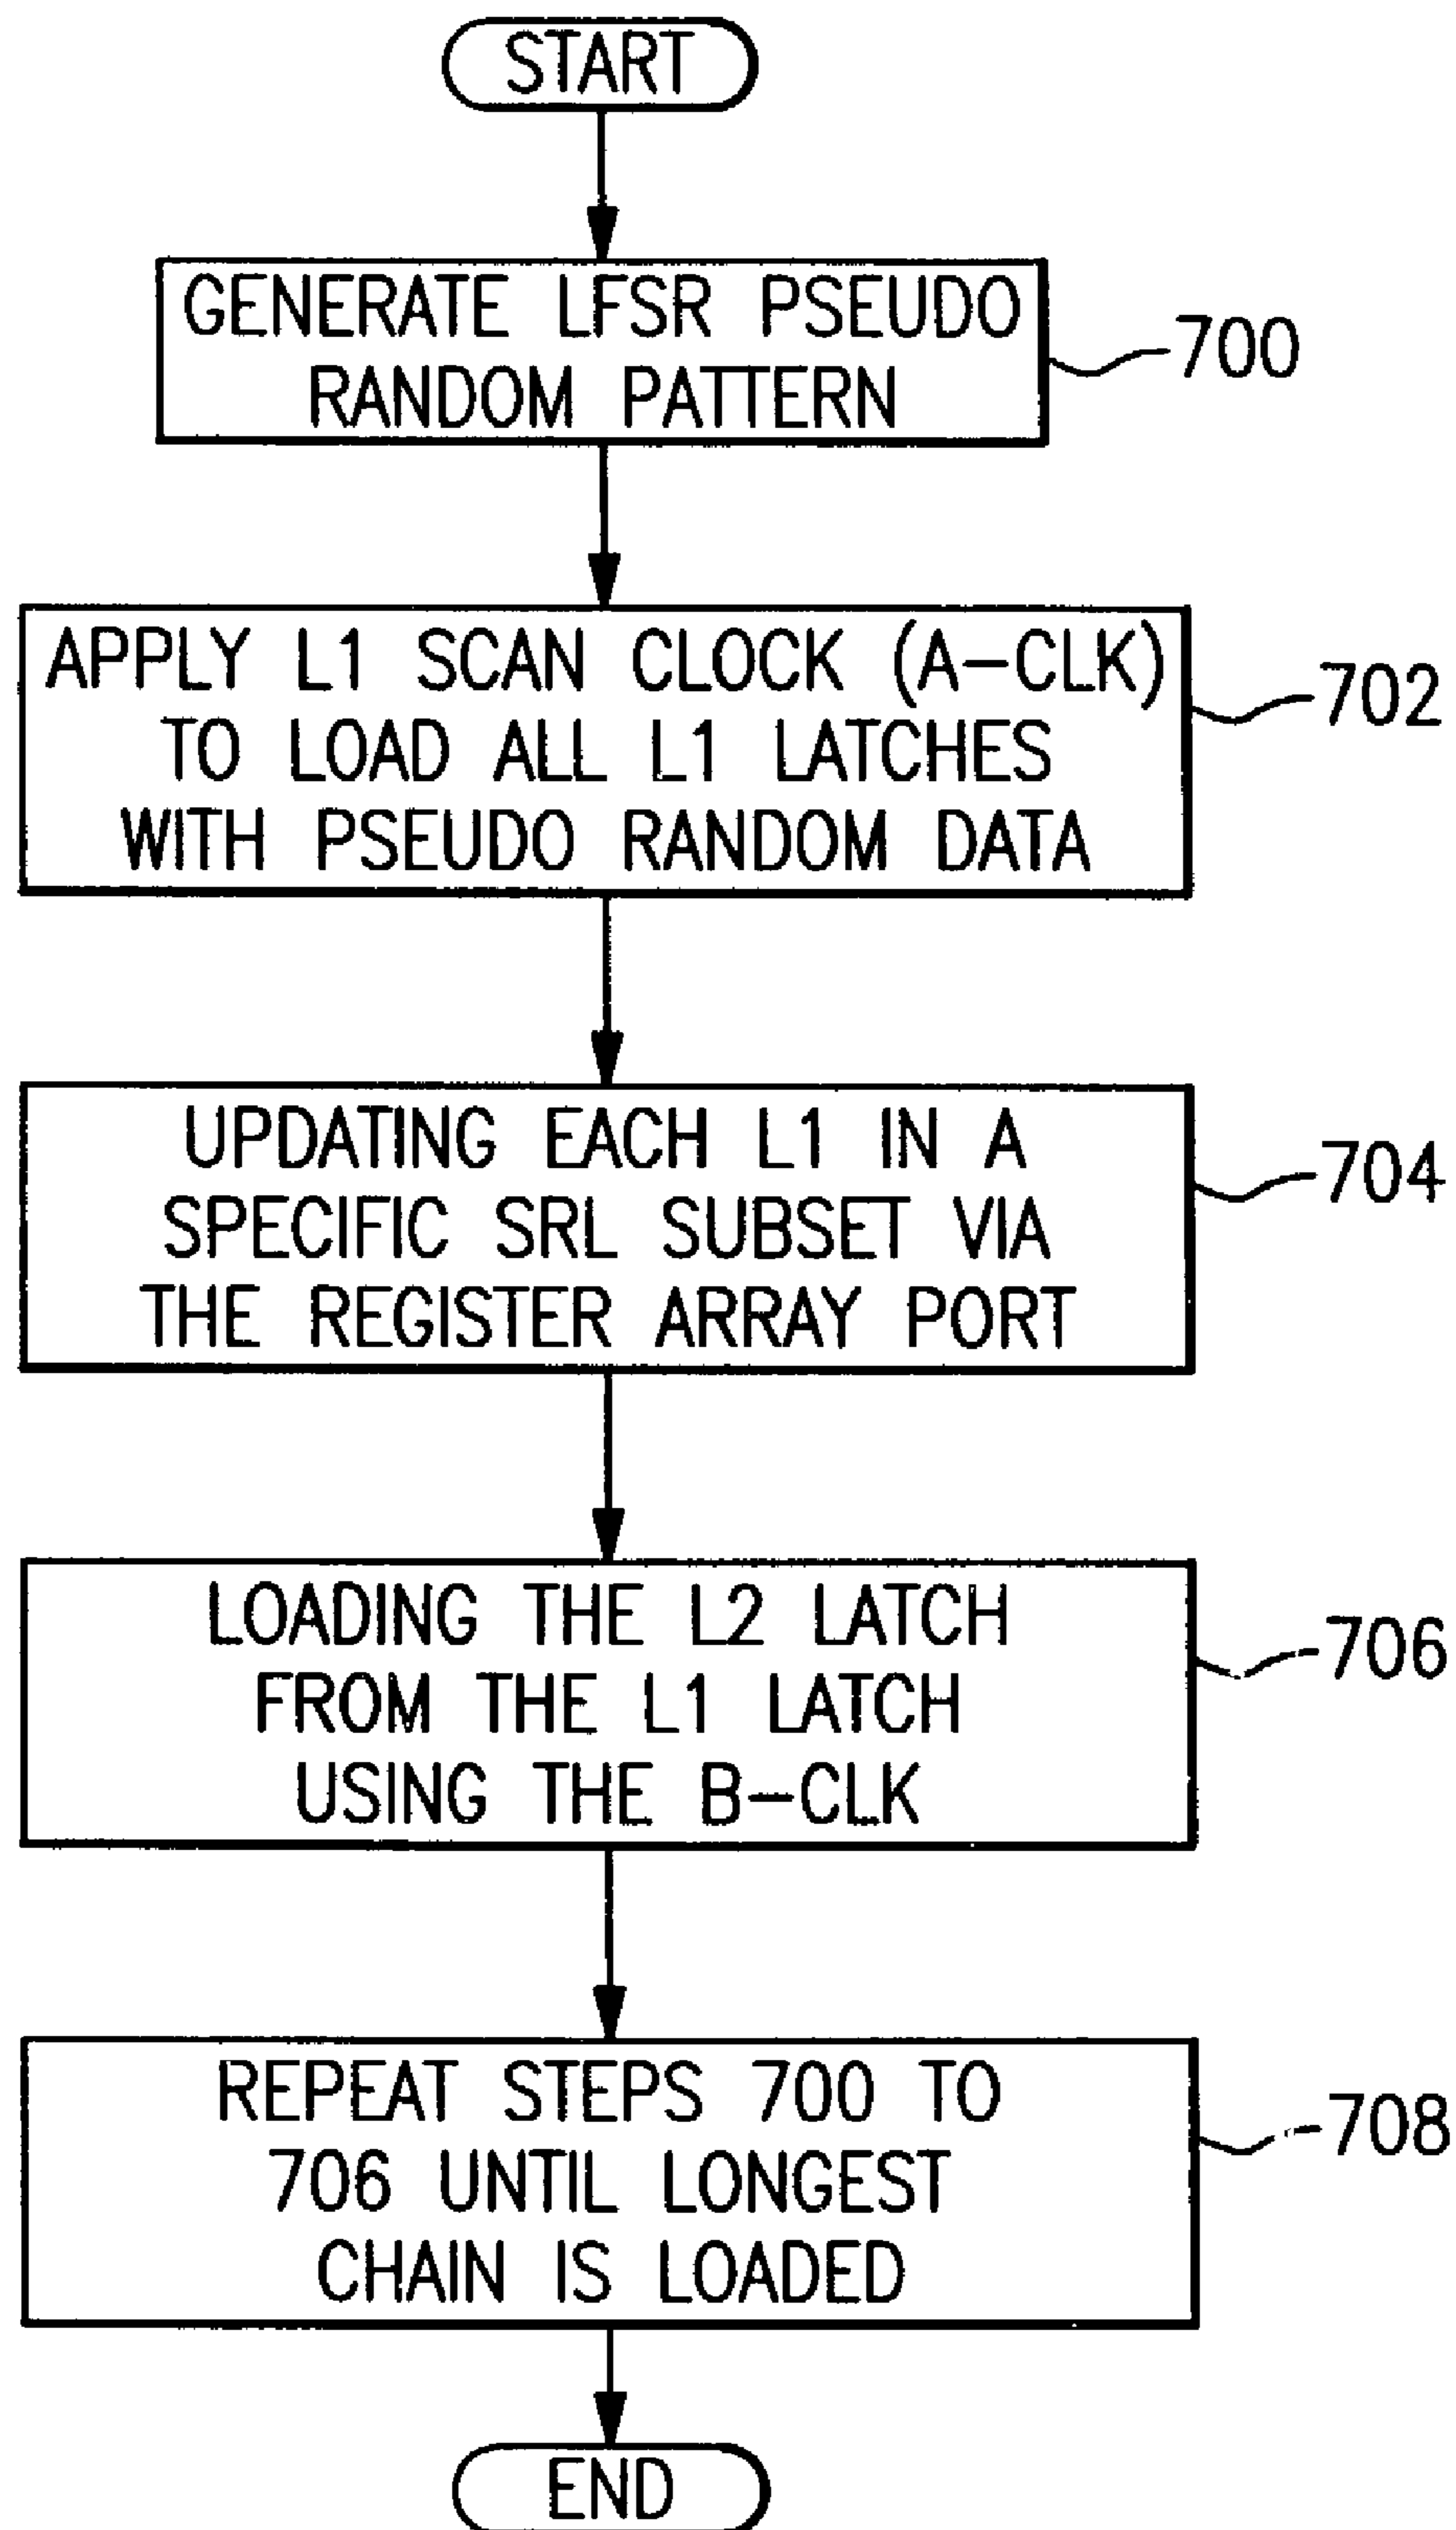 START
GENERATE LFSR PSEUDO
RANDOM PATTERN
700
APPLY L1 SCAN CLOCK (A-CLK)
TO LOAD ALL L1 LATCHES
WITH PSEUDO RANDOM DATA
702
UPDATING EACH L1 IN A
SPECIFIC SRL SUBSET VIA
THE REGISTER ARRAY PORT
704
LOADING THE L2 LATCH
FROM THE L1 LATCH
USING THE B-CLK
706
REPEAT STEPS 700 TO
706 UNTIL LONGEST
CHAIN IS LOADED
708
END